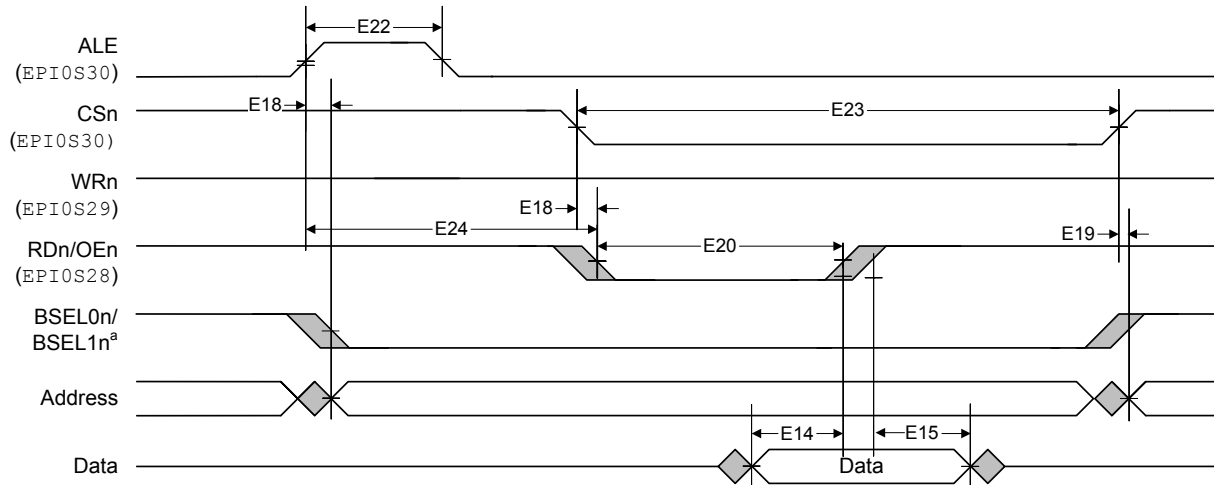 E22
ALE
(EPI0S30)
E18
CSn
E23
(EPI0S30)
WRn
(EPI0S29)
E18
E24
RDn/OEn
E20
E19
(EPI0S28)
BSEL0n/
BSEL1nᵃ
Address
E14
E15
Data
Data